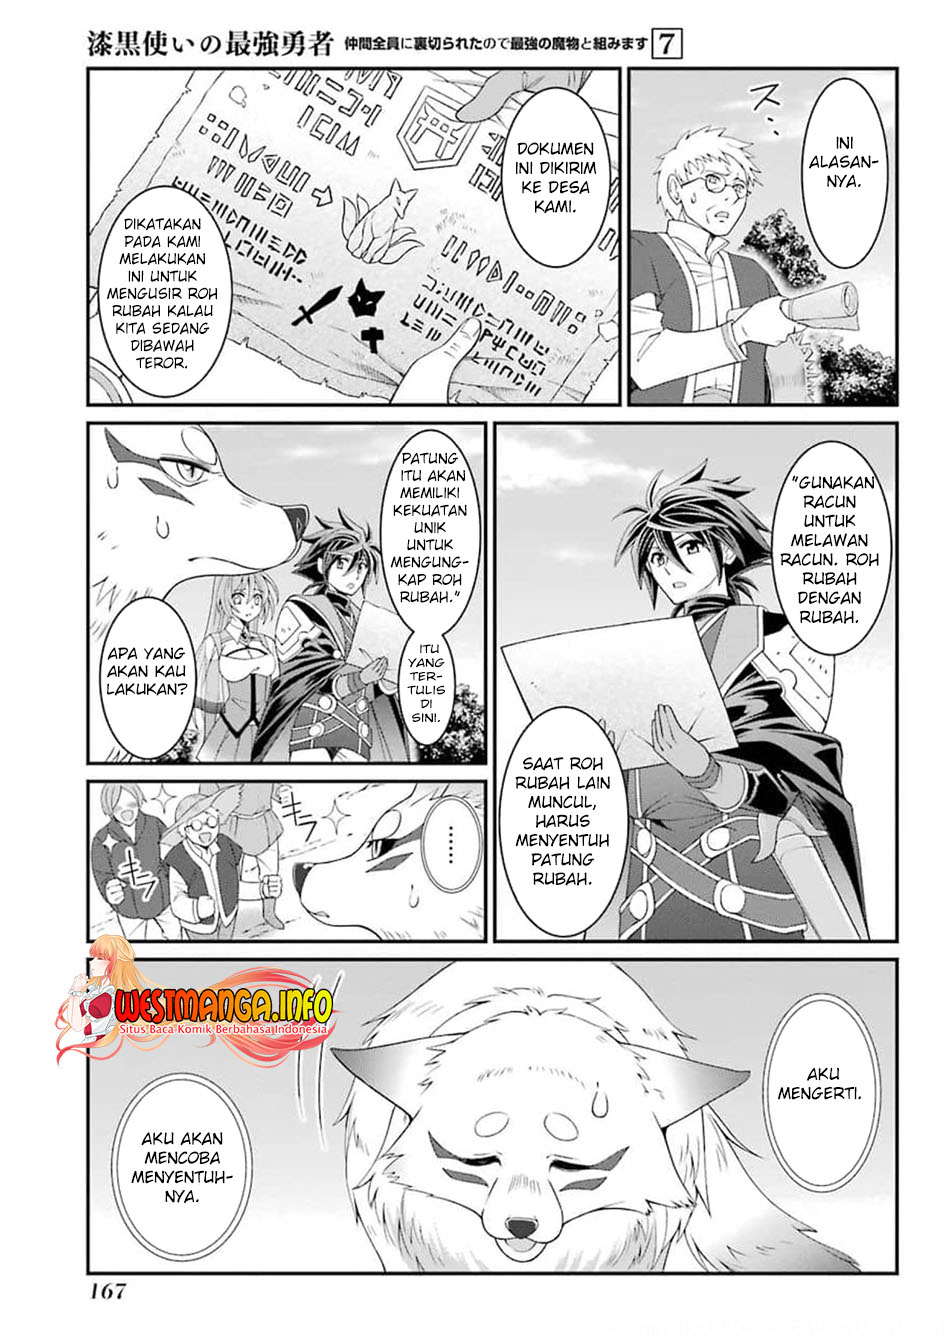 漆黒使いの最強勇者 仲間全員に裏切られたので最強の魔物と組みます 7
INI
ALASAN-
NYA.
ス…
DOKUMEN
INI DIKIRIM
KE DESA
KAMI.
DIKATAKAN
PADA KAMI
MELAKUKAN
INI UNTUK
MENGUSIR ROH
RUBAH KALAU
KITA SEDANG
DIBAWAH
TEROR.
"GUNAKAN
RACUN
UNTUK
MELAWAN
RACUN. ROH
RUBAH
DENGAN
RUBAH.
SAAT ROH
RUBAH LAIN
MUNCUL,
HARUS
MENYENTUH
PATUNG
RUBAH.
PATUNG
ITU AKAN
MEMILIKI
KEKUATAN
UNIK
UNTUK
MENGUNG-
KAP ROH
RUBAH."
ITU
YANG
TER-
TULIS
DI
SINI.
APA YANG
AKAN KAU
LAKUKAN?
......
キラ
キラ
AKU
MENGERTI.
AKU AKAN
MENCOBA
MENYENTUH-
NYA.
WESTMANGA.INFO
Situs Baca Komik Berbahasa Indonesia
167